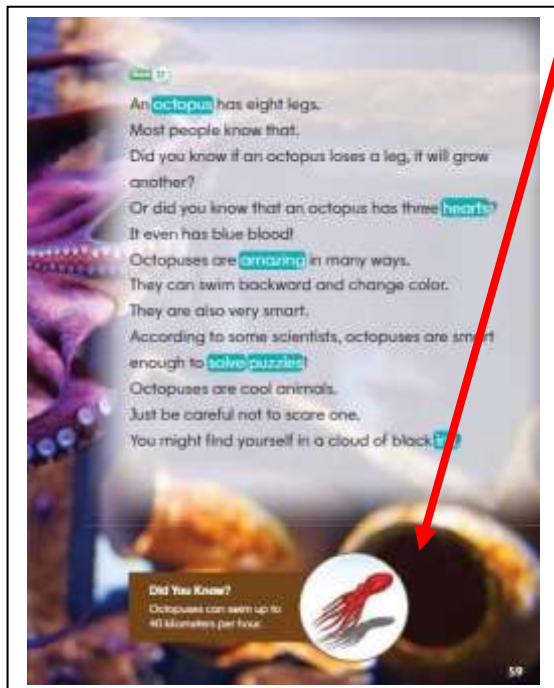 An octopus has eight legs.
Most people know that.
Did you know if an octopus loses a leg, it will grow
another?
Or did you know that an octopus has three hearts?
It even has blue blood!
Octopuses are amazing in many ways.
They can swim backward and change color.
They are also very smart.
According to some scientists, octopuses are smart
enough to solve puzzles!
Octopuses are cool animals.
Just be careful not to scare one.
You might find yourself in a cloud of black
Did You Know?
Octopuses can swim up to
40 kilometers per hour.
59